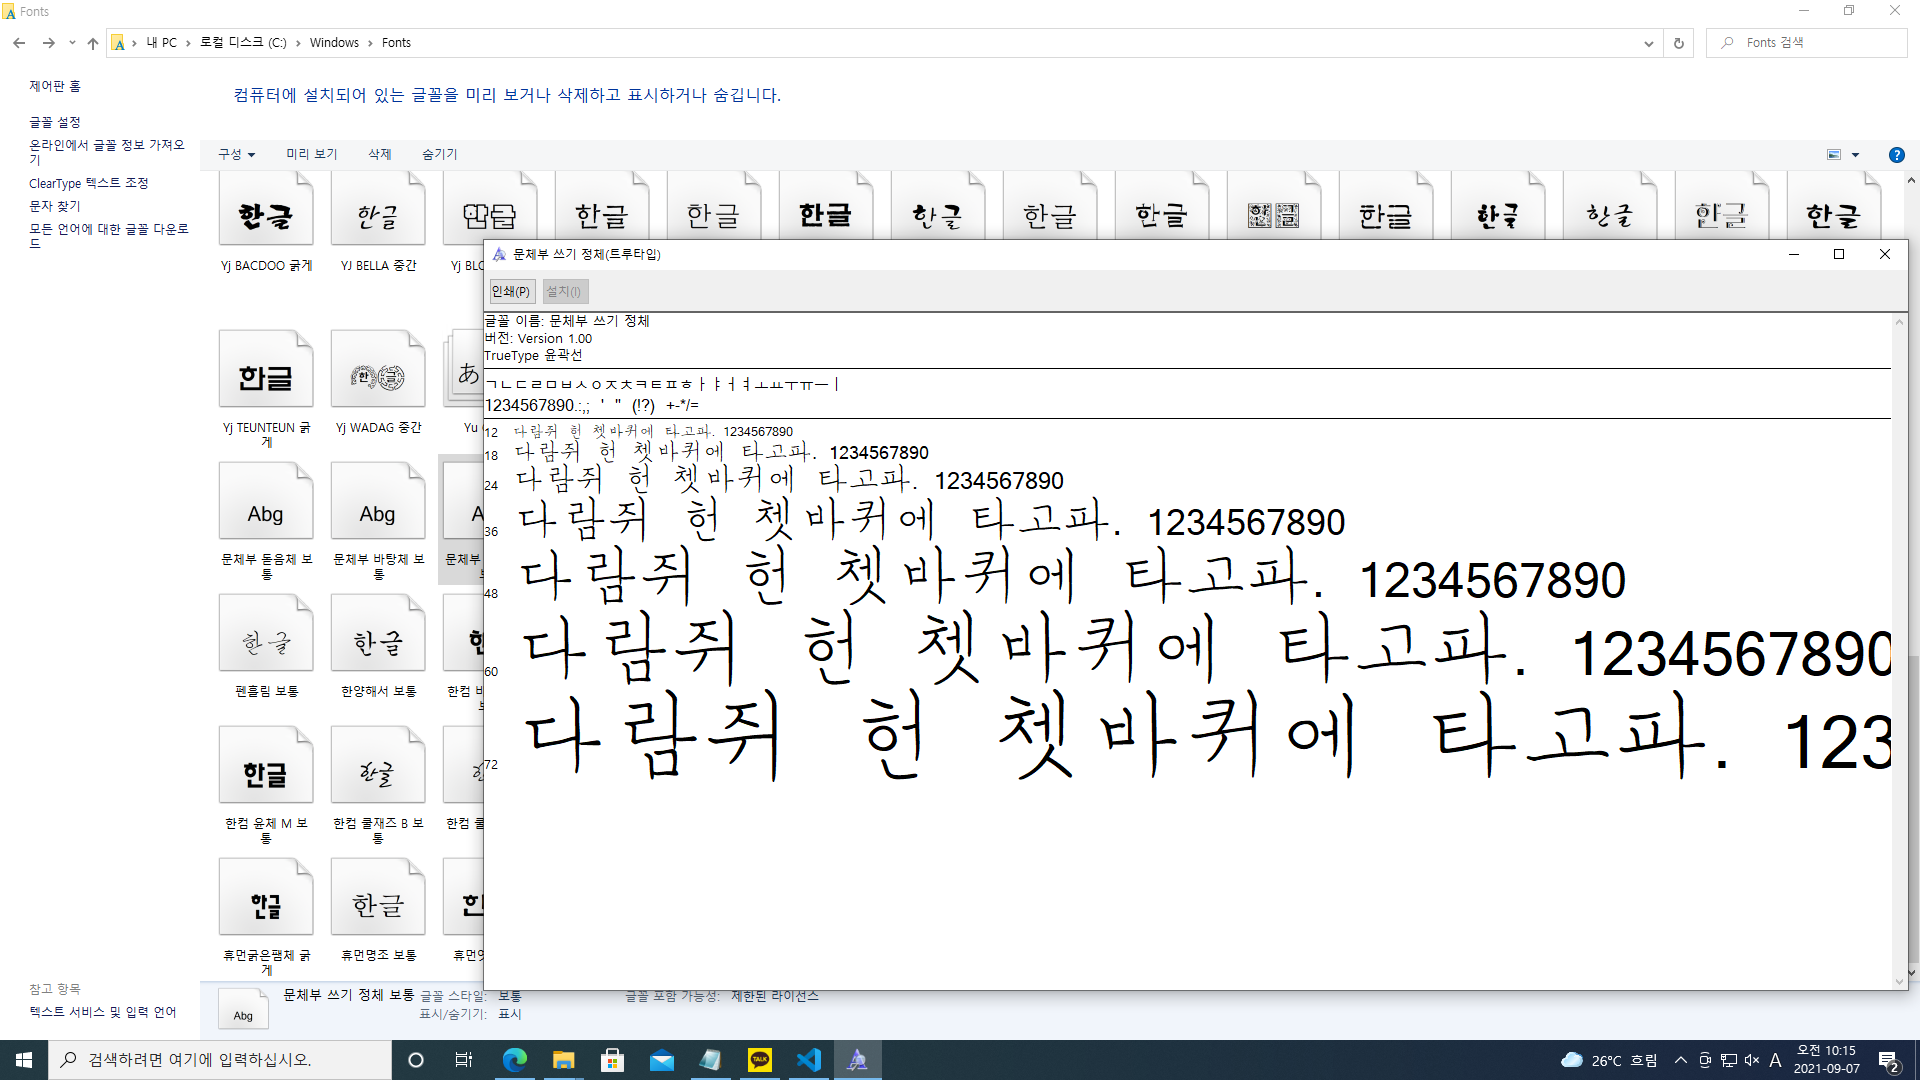 Fonts
내 PC
로컬 디스크 (C:)
Windows
Fonts
Fonts 검색
제어판 홈
글꼴 설정
온라인에서 글꼴 정보 가져오
기
ClearType 텍스트 조정
문자 찾기
모든 언어에 대한 글꼴 다운로
드
참고 항목
텍스트 서비스 및 입력 언어
컴퓨터에 설치되어 있는 글꼴을 미리 보거나 삭제하고 표시하거나 숨깁니다.
구성
미리 보기
삭제
숨기기
한글 한글 한글 한글 한글 한글 한글 한글 한글 한글 한글 한글 한글 한글 한글
Yj BACDOO 굵게
YJ BELLA 중간
한글
한글
あ
Yj TEUNTEUN 굵
게
Yj WADAG 중간
Abg
Abg
문체부 돋음체 보
통
문체부 바탕체 보
통
문체부
한글
한글
펜흘림 보통
한양해서 보통
한글
한글
한컴 윤체 M 보
통
한컴 쿨재즈 B 보
통
한글
한글
휴먼굵은팸체 굵
게
휴먼명조 보통
문체부 쓰기 정체(트루타입)
인쇄(P)
설치(I)
글꼴 이름: 문체부 쓰기 정체
버전: Version 1.00
TrueType 윤곽선
ㄱㄴㄷㄹㅁㅂㅅㅇㅈㅊㅋㅌㅍㅎㅏㅑㅓㅕㅗㅛㅜㅠㅡㅣ
1234567890.:,; ' " (!?) +-*/=
12 다람쥐 헌 쳇바퀴에 타고파. 1234567890
18 다람쥐 헌 쳇바퀴에 타고파. 1234567890
24 다람쥐 헌 쳇바퀴에 타고파. 1234567890
36 다람쥐 헌 쳇바퀴에 타고파. 1234567890
48 다람쥐 헌 쳇바퀴에 타고파. 1234567890
60 다람쥐 헌 쳇바퀴에 타고파. 1234567890
72 다람쥐 헌 쳇바퀴에 타고파. 123
Abg
문체부 쓰기 정체 보통
글꼴 스타일: 보통
표시/숨기기: 표시
글꼴 포함 가능성: 제한된 라이선스
검색하려면 여기에 입력하십시오.
TALK
26°C 흐림
A
오전 10:15
2021-09-07
2